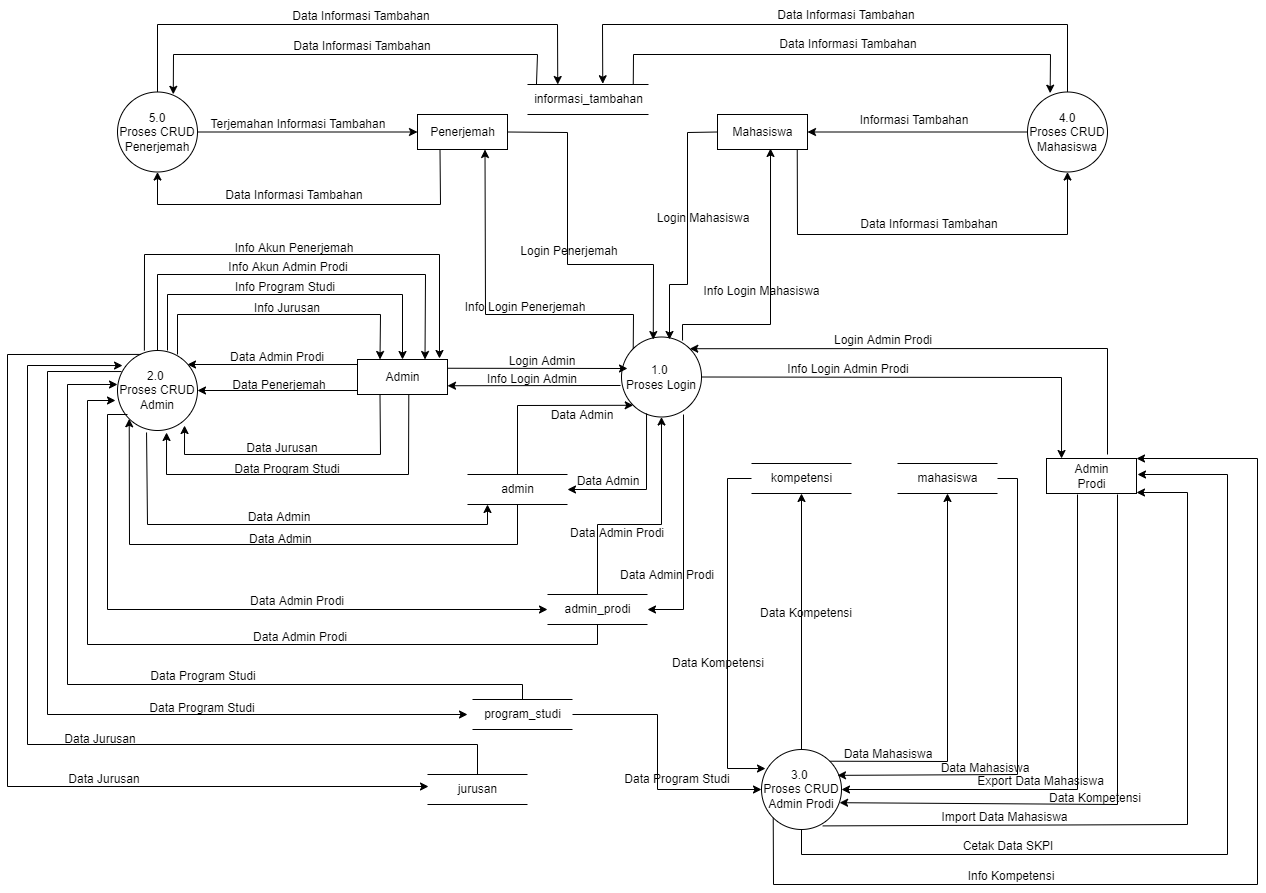 Data Informasi Tambahan
Data Informasi Tambahan
Data Informasi Tambahan
Data Informasi Tambahan
informasi_tambahan
5.0
Proses CRUD
Penerjemah
Terjemahan Informasi Tambahan
Penerjemah
Mahasiswa
Informasi Tambahan
4.0
Proses CRUD
Mahasiswa
Data Informasi Tambahan
Login Mahasiswa
Data Informasi Tambahan
Info Akun Penerjemah
Login Penerjemah
Info Akun Admin Prodi
Info Program Studi
Info Login Mahasiswa
Info Jurusan
Info Login Penerjemah
Login Admin Prodi
Data Admin Prodi
Login Admin
Info Login Admin Prodi
2.0
Proses CRUD
Admin
Admin
Info Login Admin
1.0
Proses Login
Data Penerjemah
Data Admin
Data Jurusan
Data Program Studi
kompetensi
mahasiswa
Admin
Prodi
admin
Data Admin
Data Admin
Data Admin
Data Admin Prodi
Data Admin Prodi
Data Admin Prodi
admin_prodi
Data Kompetensi
Data Admin Prodi
Data Kompetensi
Data Program Studi
Data Program Studi
program_studi
Data Jurusan
Data Mahasiswa
Data Mahasiswa
Data Jurusan
Data Program Studi
3.0
Proses CRUD
Admin Prodi
Export Data Mahasiswa
jurusan
Data Kompetensi
Import Data Mahasiswa
Cetak Data SKPI
Info Kompetensi